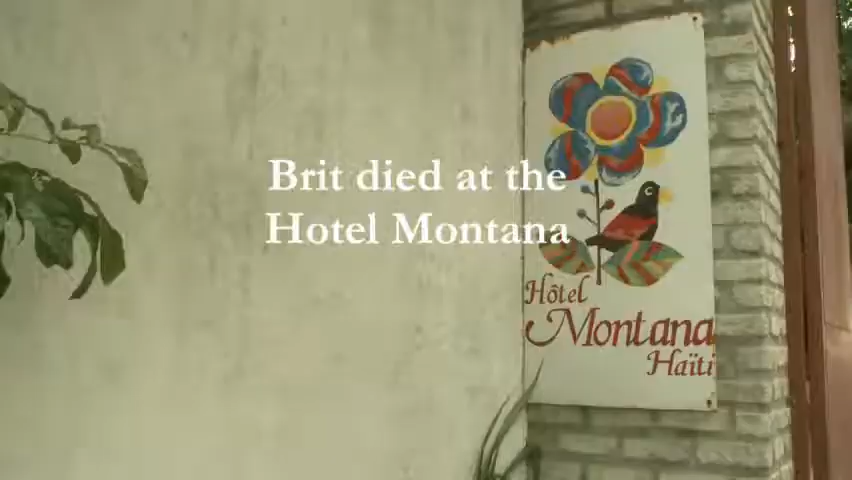 Brit died at the
Hotel Montana
Hôtel
Montana
Haïti